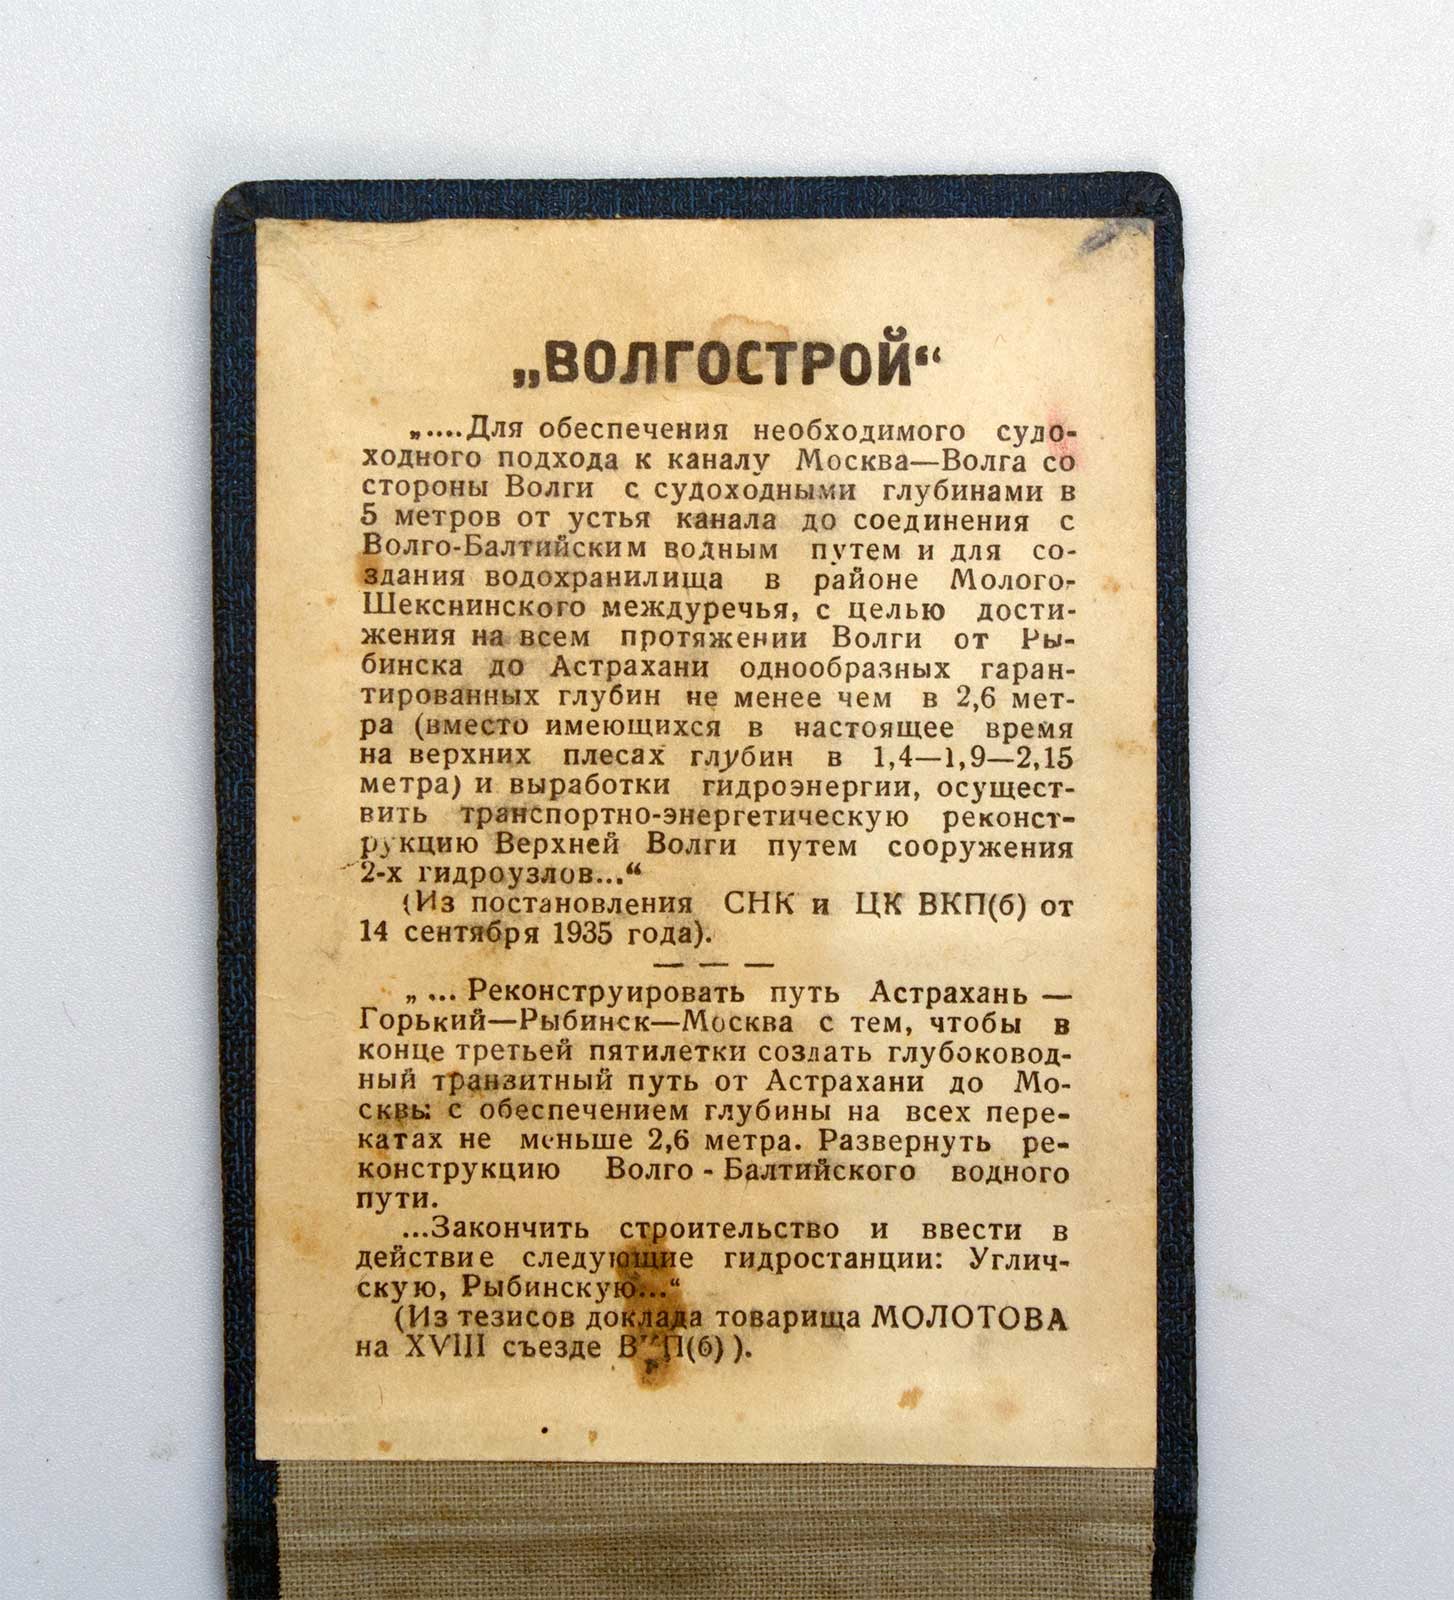 „ВОЛГОСТРОЙ“
„....Для обеспечения необходимого судо-
ходного подхода к каналу Москва—Волга со
стороны Волги с судоходными глубинами в
5 метров от устья канала до соединения с
Волго-Балтийским водным путем и для со-
здания водохранилища в районе Молого-
Шекснинского междуречья, с целью дости-
жения на всем протяжении Волги от Ры-
бинска до Астрахани однообразных гаран-
тированных глубин не менее чем в 2,6 мет-
ра (вместо имеющихся в настоящее время
на верхних плесах глубин в 1,4—1,9—2,15
метра) и выработки гидроэнергии, осущест-
вить транспортно-энергетическую реконст-
рукцию Верхней Волги путем сооружения
2-х гидроузлов...“
(Из постановления СНК и ЦК ВКП(б) от
14 сентября 1935 года).
— — —
„ ... Реконструировать путь Астрахань —
Горький—Рыбинск—Москва с тем, чтобы в
конце третьей пятилетки создать глубоковод-
ный транзитный путь от Астрахани до Мо-
сквы с обеспечением глубины на всех пере-
катах не меньше 2,6 метра. Развернуть ре-
конструкцию Волго - Балтийского водного
пути.
...Закончить строительство и ввести в
действие следующие гидростанции: Углич-
скую, Рыбинскую...“
(Из тезисов доклада товарища МОЛОТОВА
на XVIII съезде ВКП(б) ).